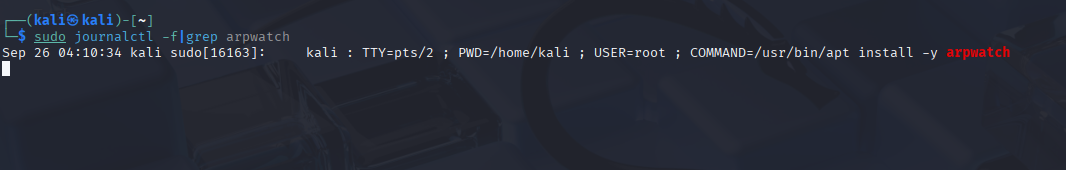 ┌──(kali㉿kali)-[~]
└─$ sudo journalctl -f|grep arpwatch
Sep 26 04:10:34 kali sudo[16163]:     kali : TTY=pts/2 ; PWD=/home/kali ; USER=root ; COMMAND=/usr/bin/apt install -y arpwatch